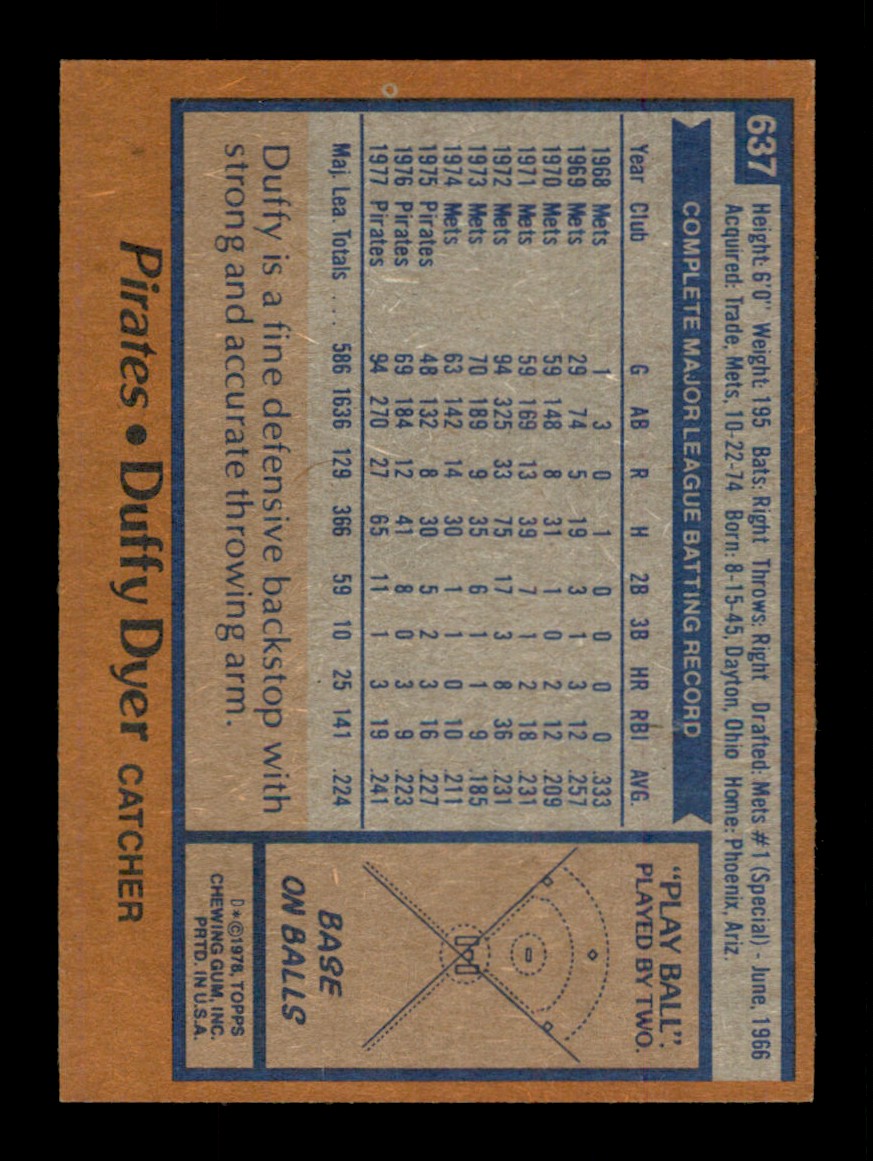 637
Height: 6'0" Weight: 195 Bats: Right Throws: Right Drafted: Mets #1 (Special) - June, 1966
Acquired: Trade, Mets, 10-22-74 Born: 8-15-45, Dayton, Ohio Home: Phoenix, Ariz.
COMPLETE MAJOR LEAGUE BATTING RECORD
Year Club G AB R H 2B 3B HR RBI AVG.
1968 Mets 1 3 0 1 0 0 0 0 .333
1969 Mets 29 74 5 19 3 1 3 12 .257
1970 Mets 59 148 8 31 1 0 2 12 .209
1971 Mets 59 169 13 39 7 1 2 18 .231
1972 Mets 94 325 33 75 17 3 8 36 .231
1973 Mets 70 189 9 35 6 1 1 9 .185
1974 Mets 63 142 14 30 1 1 0 10 .211
1975 Pirates 48 132 8 30 5 2 3 16 .227
1976 Pirates 69 184 12 41 8 0 3 9 .223
1977 Pirates 94 270 27 65 11 1 3 19 .241
Maj. Lea. Totals ... 586 1636 129 366 59 10 25 141 .224
Duffy is a fine defensive backstop with
strong and accurate throwing arm.
"PLAY BALL":
PLAYED BY TWO.
BASE
ON BALLS
D*©1978, TOPPS
CHEWING GUM, INC.
PRTD. IN U.S.A.
Pirates • Duffy Dyer CATCHER